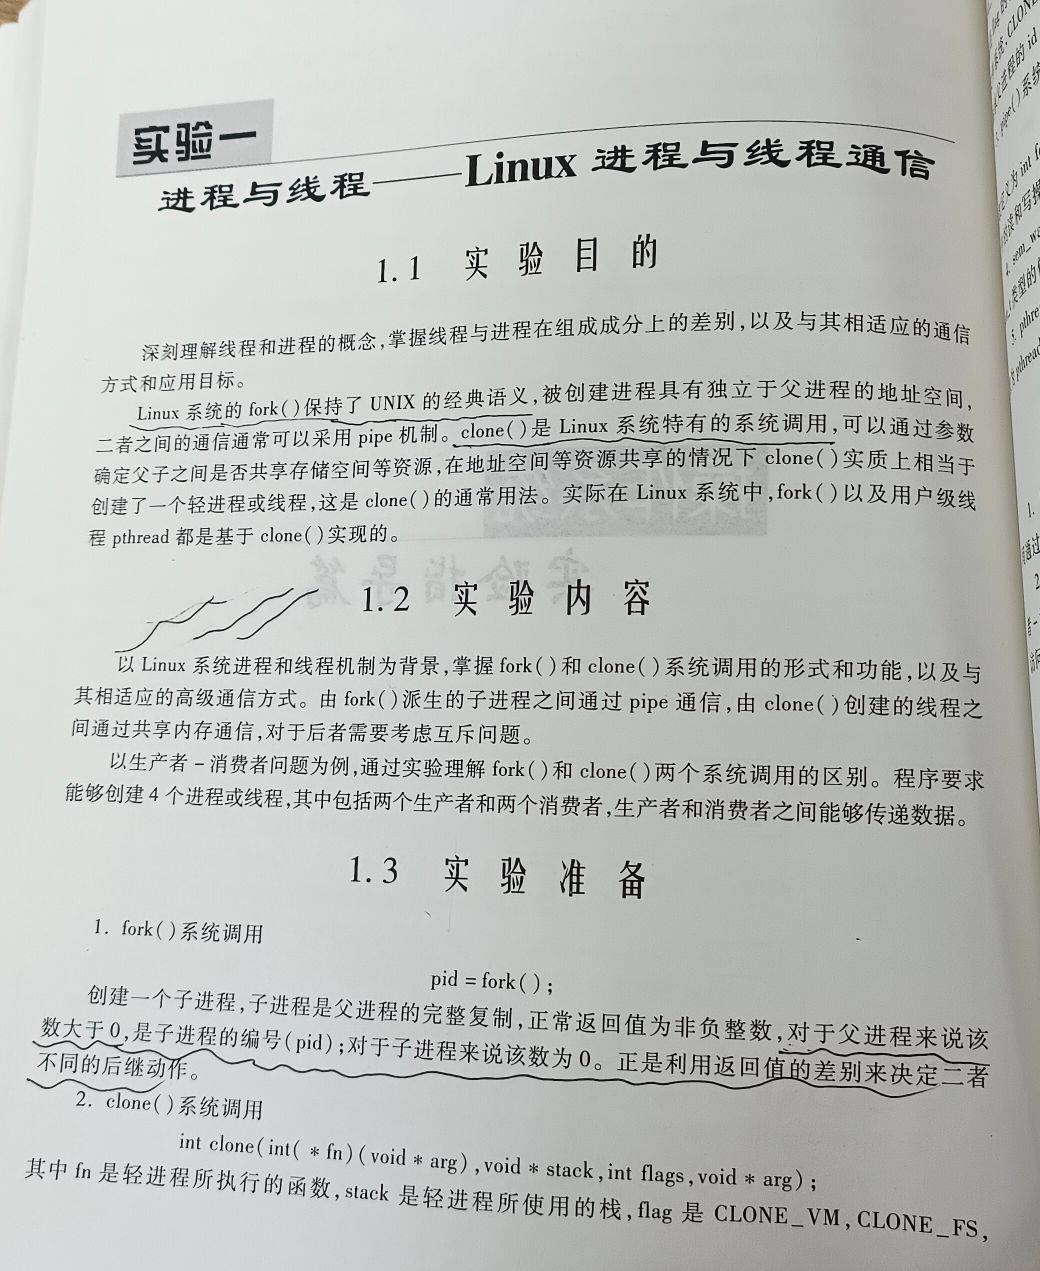 实验一
进程与线程——Linux 进程与线程通信
1.1 实 验 目 的
深刻理解线程和进程的概念,掌握线程与进程在组成成分上的差别,以及与其相适应的通信
方式和应用目标。
Linux 系统的 fork()保持了 UNIX 的经典语义,被创建进程具有独立于父进程的地址空间,
二者之间的通信通常可以采用 pipe 机制。clone()是 Linux 系统特有的系统调用,可以通过参数
确定父子之间是否共享存储空间等资源,在地址空间等资源共享的情况下 clone()实质上相当于
创建了一个轻进程或线程,这是 clone()的通常用法。实际在 Linux 系统中,fork()以及用户级线
程 pthread 都是基于 clone()实现的。
1.2 实 验 内 容
以 Linux 系统进程和线程机制为背景,掌握 fork()和 clone()系统调用的形式和功能,以及与
其相适应的高级通信方式。由 fork()派生的子进程之间通过 pipe 通信,由 clone()创建的线程之
间通过共享内存通信,对于后者需要考虑互斥问题。
以生产者－消费者问题为例,通过实验理解 fork()和 clone()两个系统调用的区别。程序要求
能够创建 4 个进程或线程,其中包括两个生产者和两个消费者,生产者和消费者之间能够传递数据。
1.3 实 验 准 备
1. fork()系统调用
pid = fork();
创建一个子进程,子进程是父进程的完整复制,正常返回值为非负整数,对于父进程来说该
数大于 0,是子进程的编号(pid);对于子进程来说该数为 0。正是利用返回值的差别来决定二者
不同的后继动作。
2. clone()系统调用
int clone(int( * fn)(void * arg),void * stack,int flags,void * arg);
其中 fn 是轻进程所执行的函数,stack 是轻进程所使用的栈,flag 是 CLONE_VM,CLONE_FS,